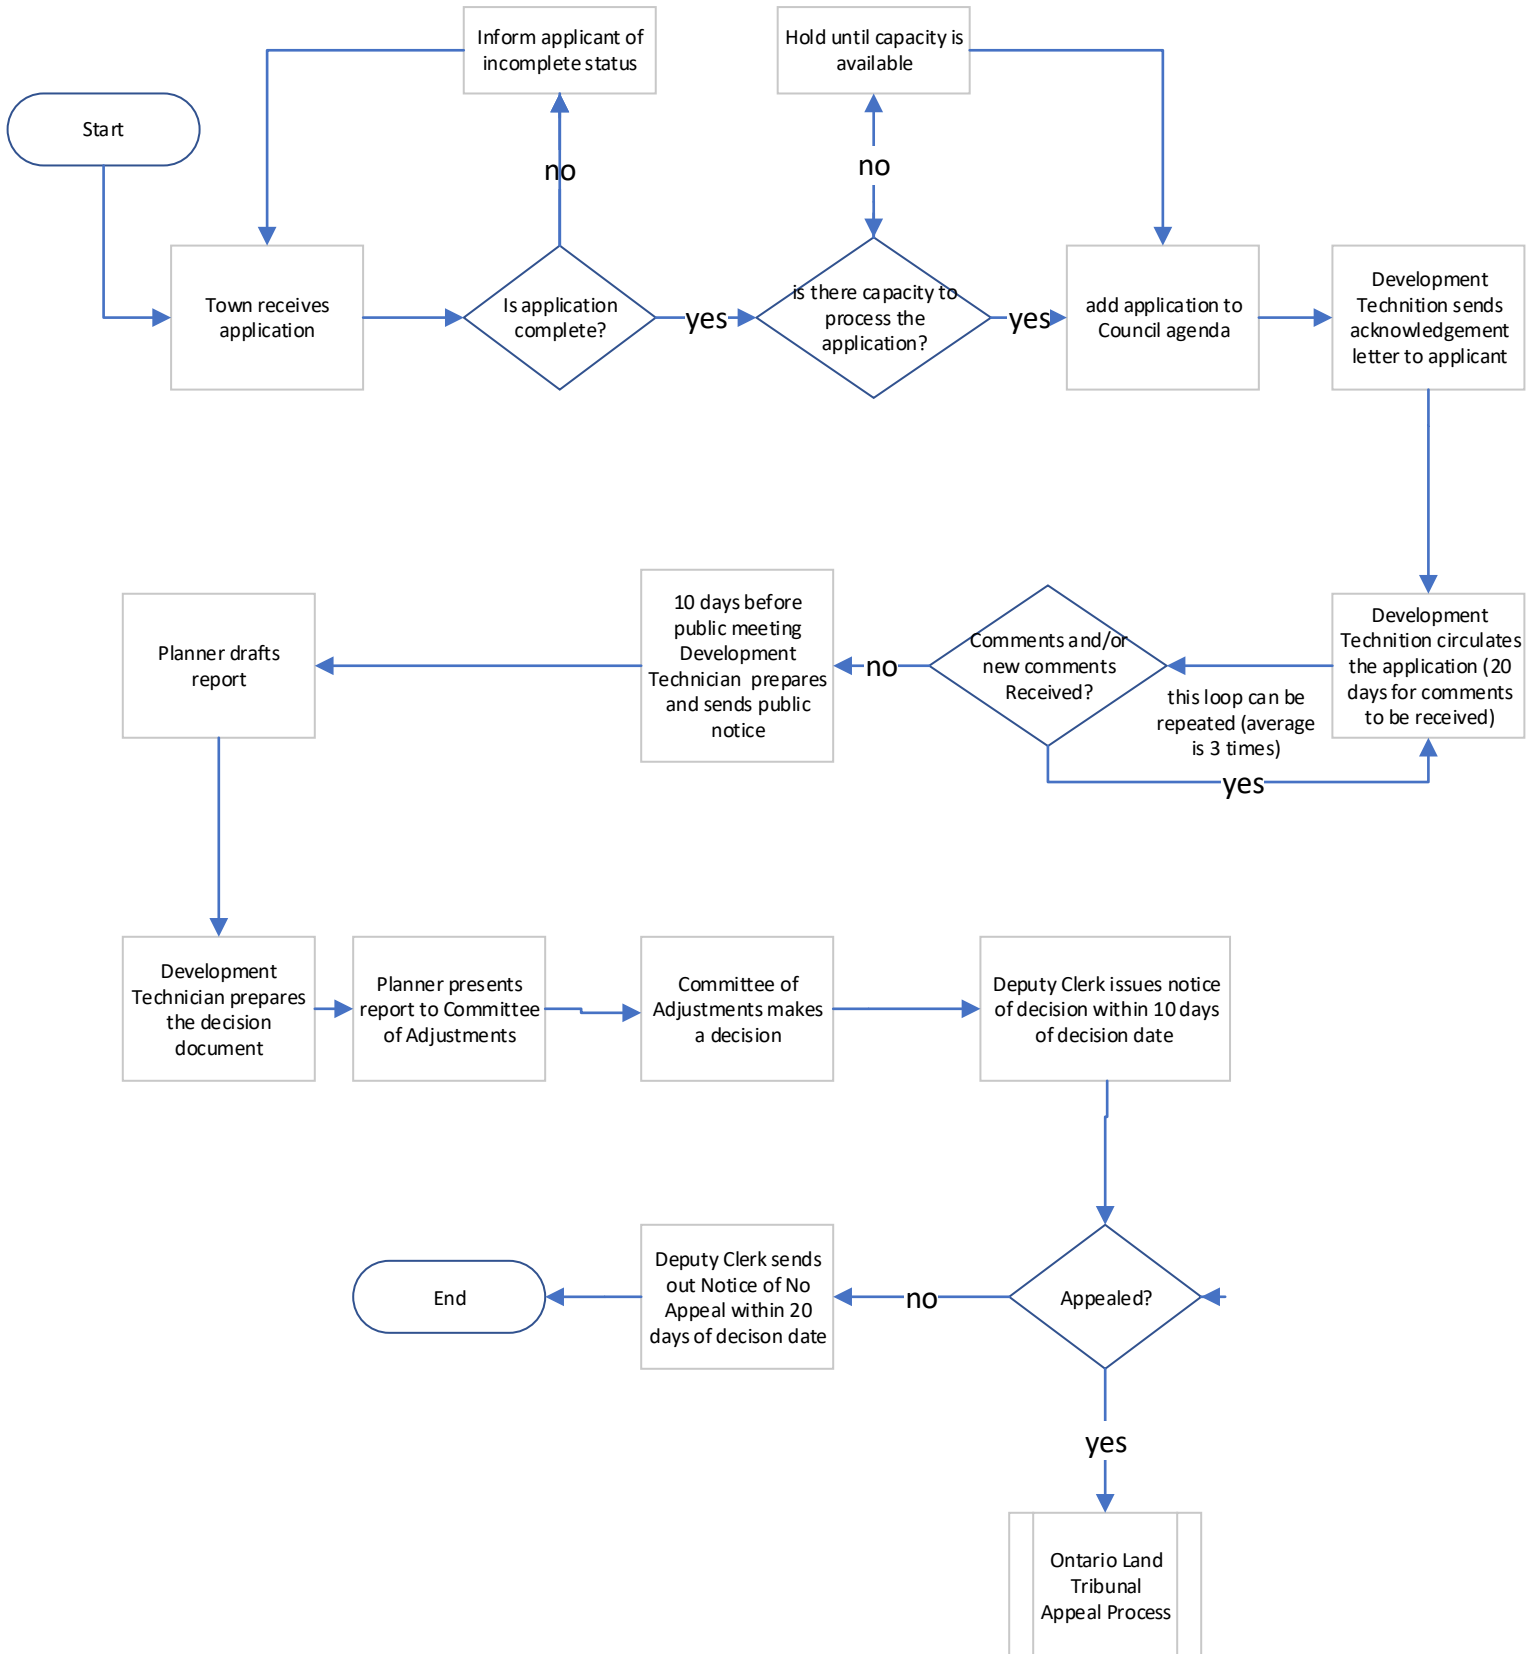 Inform applicant of
incomplete status
Hold until capacity is
available
Start
no
no
Town receives
application
Is application
complete?
yes
is there capacity to
process the
application?
yes
add application to
Council agenda
Development
Technition sends
acknowledgement
letter to applicant
Planner drafts
report
10 days before
public meeting
Development
Technician prepares
and sends public
notice
no
Comments and/or
new comments
Received?
this loop can be
repeated (average
is 3 times)
yes
Development
Technition circulates
the application (20
days for comments
to be received)
Development
Technician prepares
the decision
document
Planner presents
report to Committee
of Adjustments
Committee of
Adjustments makes
a decision
Deputy Clerk issues notice
of decision within 10 days
of decision date
End
Deputy Clerk sends
out Notice of No
Appeal within 20
days of decison date
no
Appealed?
yes
Ontario Land
Tribunal
Appeal Process